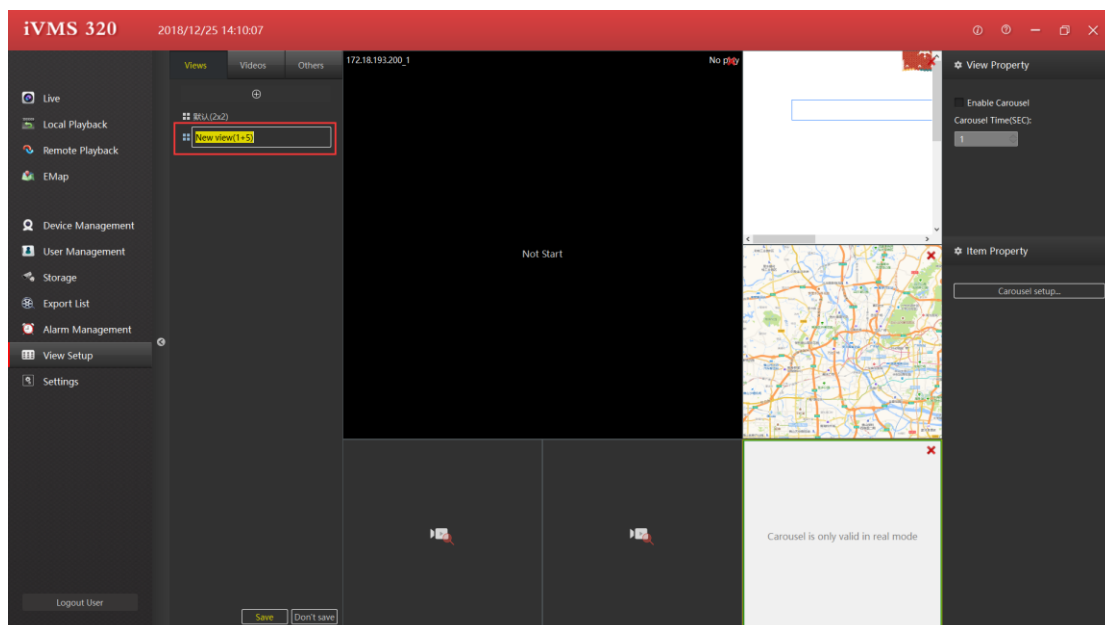 iVMS 320
2018/12/25 14:10:07
Live
Local Playback
Remote Playback
EMap
Device Management
User Management
Storage
Export List
Alarm Management
View Setup
Settings
Logout User
Views Videos Others
默认(2x2)
New view(1+5)
Save Don't save
172.18.193.200_1
Not Start
Carousel is only valid in real mode
View Property
Enable Carousel
Carousel Time(SEC):
1
Item Property
Carousel setup...